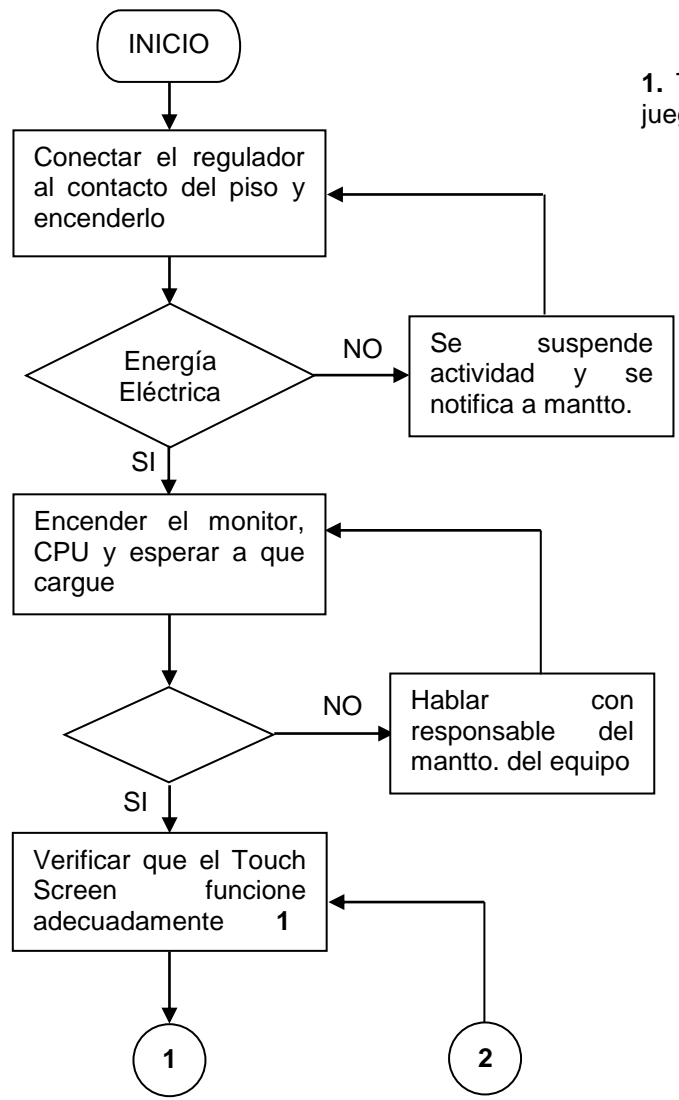 INICIO
1. T
jueg
Conectar el regulador
al contacto del piso y
encenderlo
Energía
Eléctrica
NO
Se suspende
actividad y se
notifica a mantto.
SI
Encender el monitor,
CPU y esperar a que
cargue
NO
Hablar con
responsable del
mantto. del equipo
SI
Verificar que el Touch
Screen funcione
adecuadamente 1
1
2